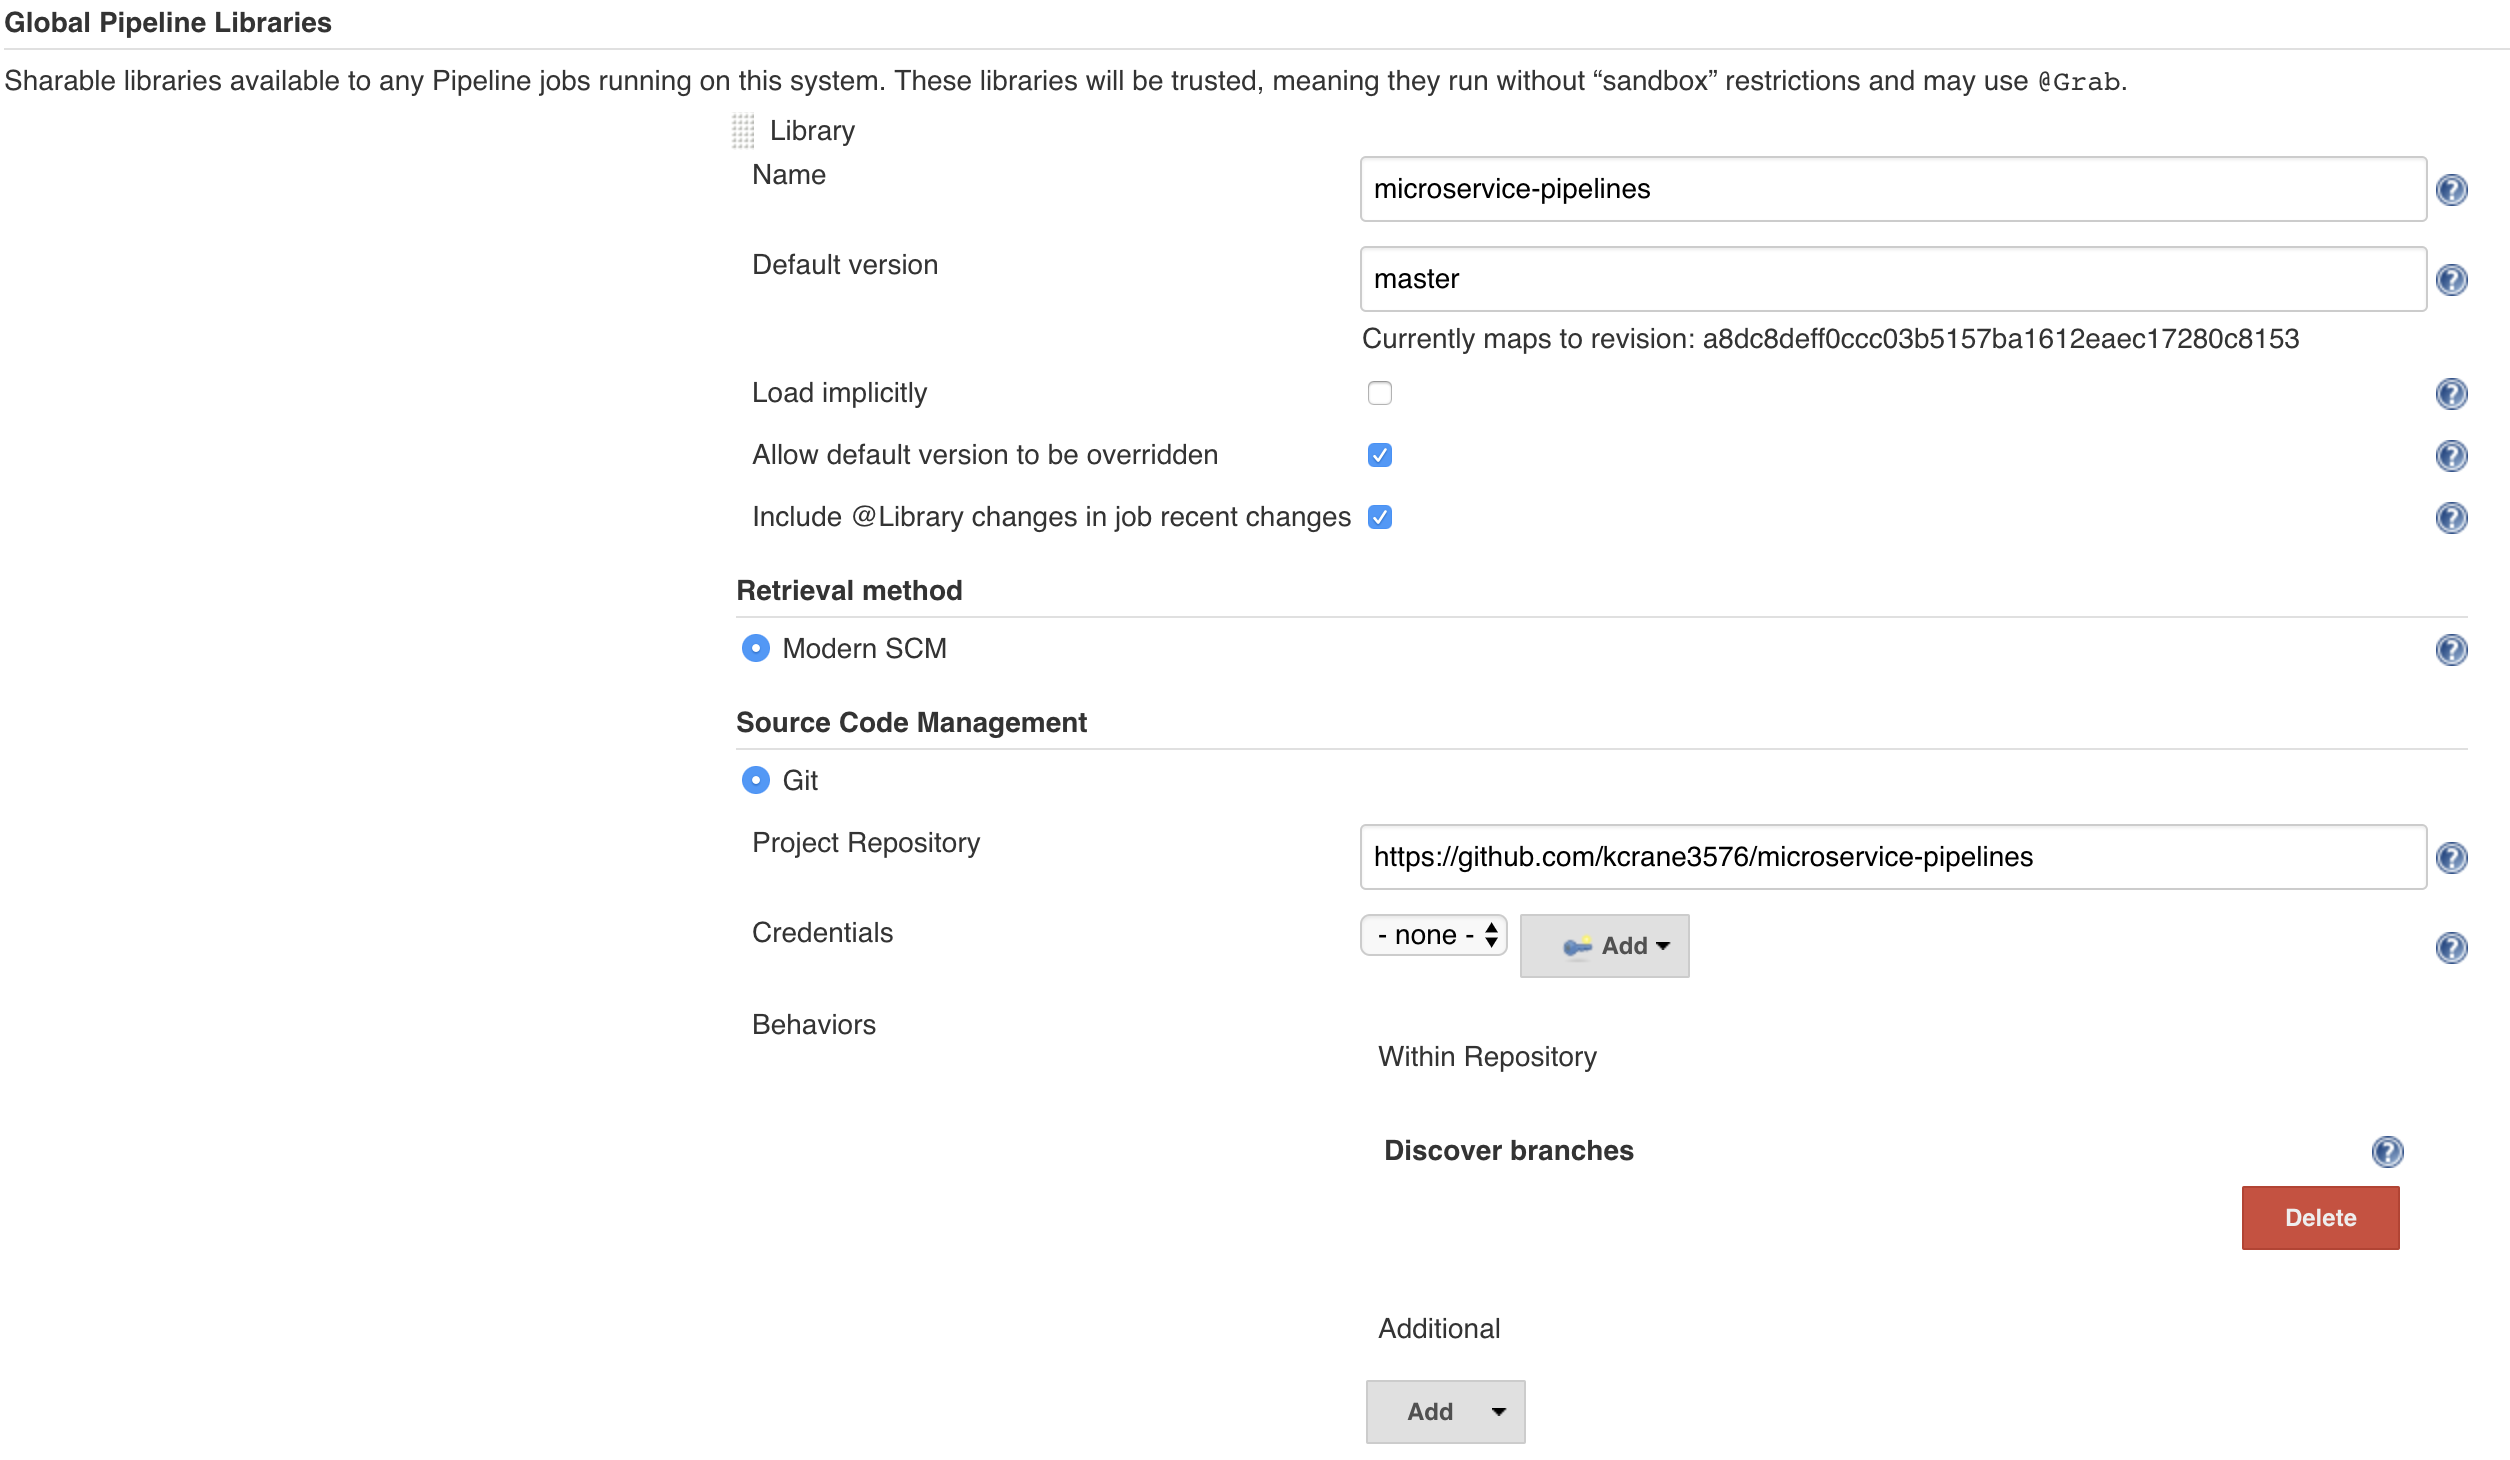 Global Pipeline Libraries
Sharable libraries available to any Pipeline jobs running on this system. These libraries will be trusted, meaning they run without “sandbox” restrictions and may use @Grab.
Library
Name
microservice-pipelines
Default version
master
Currently maps to revision: a8dc8deff0ccc03b5157ba1612eaec17280c8153
Load implicitly
Allow default version to be overridden
Include @Library changes in job recent changes
Retrieval method
Modern SCM
Source Code Management
Git
Project Repository
https://github.com/kcrane3576/microservice-pipelines
Credentials
- none -
Add
Behaviors
Within Repository
Discover branches
Delete
Additional
Add